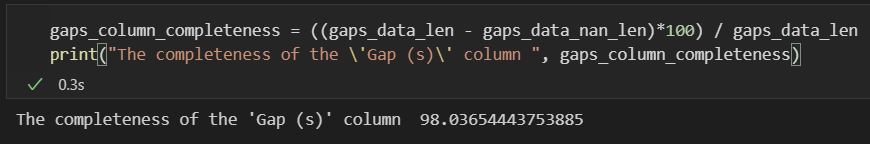 gaps_column_completeness = ((gaps_data_len - gaps_data_nan_len)*100) / gaps_data_len
print("The completeness of the \'Gap (s)\' column ", gaps_column_completeness)
✓ 0.3s
The completeness of the 'Gap (s)' column  98.03654443753885